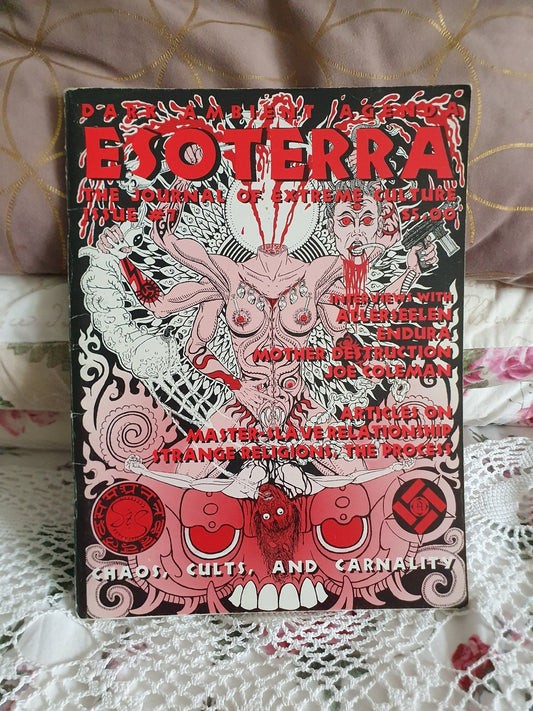 DARK AMBIENT AGENDA
ESOTERRA
THE JOURNAL OF EXTREME CULTURE
ISSUE #7 $5.00
INTERVIEWS WITH
ALLERSEELEN
ENDURA
MOTHER DESTRUCTION
JOE COLEMAN
ARTICLES ON
MASTER-SLAVE RELATIONSHIP
STRANGE RELIGIONS, THE PROCESS
CHAOS, CULTS, AND CARNALITY